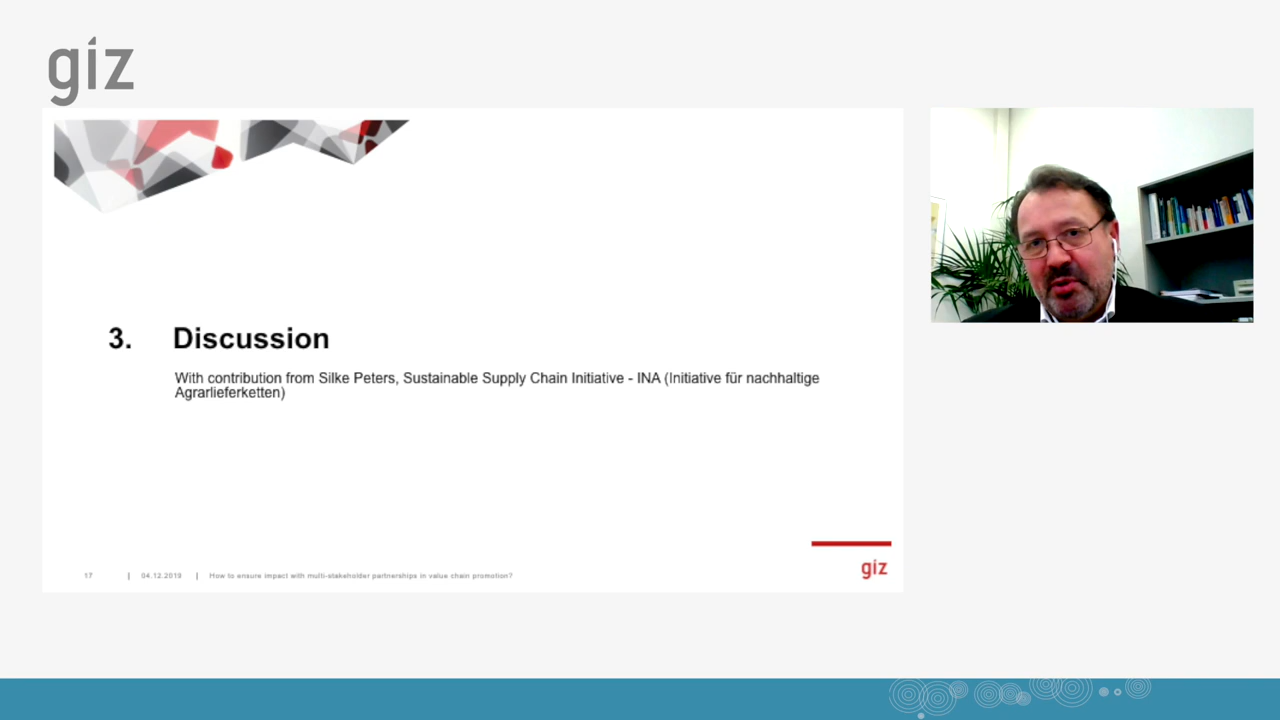 giz
3. Discussion
With contribution from Silke Peters, Sustainable Supply Chain Initiative - INA (Initiative für nachhaltige
Agrarlieferketten)
giz
17 | 04.12.2019 | How to ensure impact with multi-stakeholder partnerships in value chain promotion?